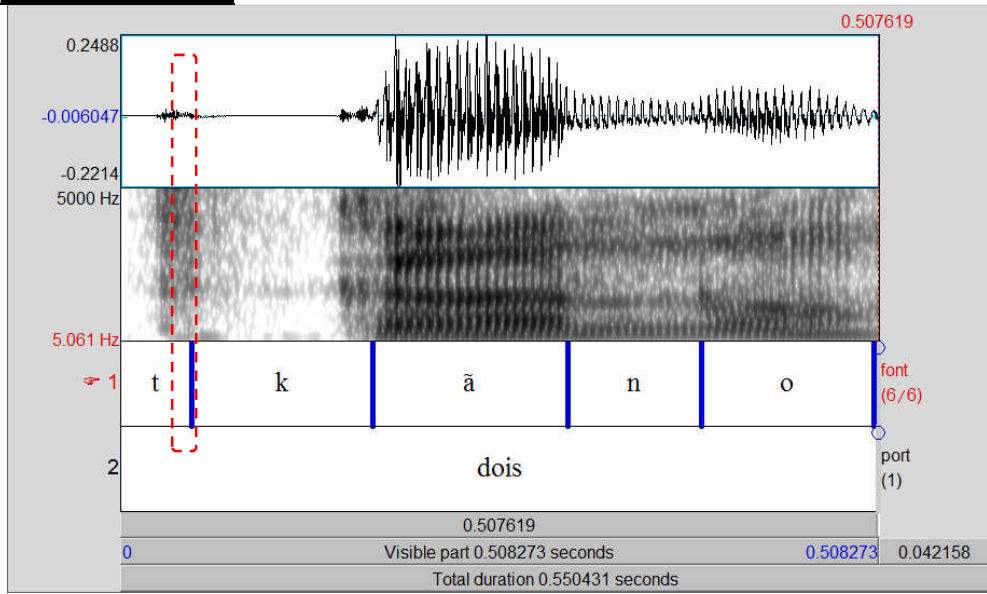 0.507619
0.2488
-0.006047
-0.2214
5000 Hz
5.061 Hz
☞ 1 t k ã n o font (6/6)
2 dois port (1)
0.507619
0 Visible part 0.508273 seconds 0.508273 0.042158
Total duration 0.550431 seconds